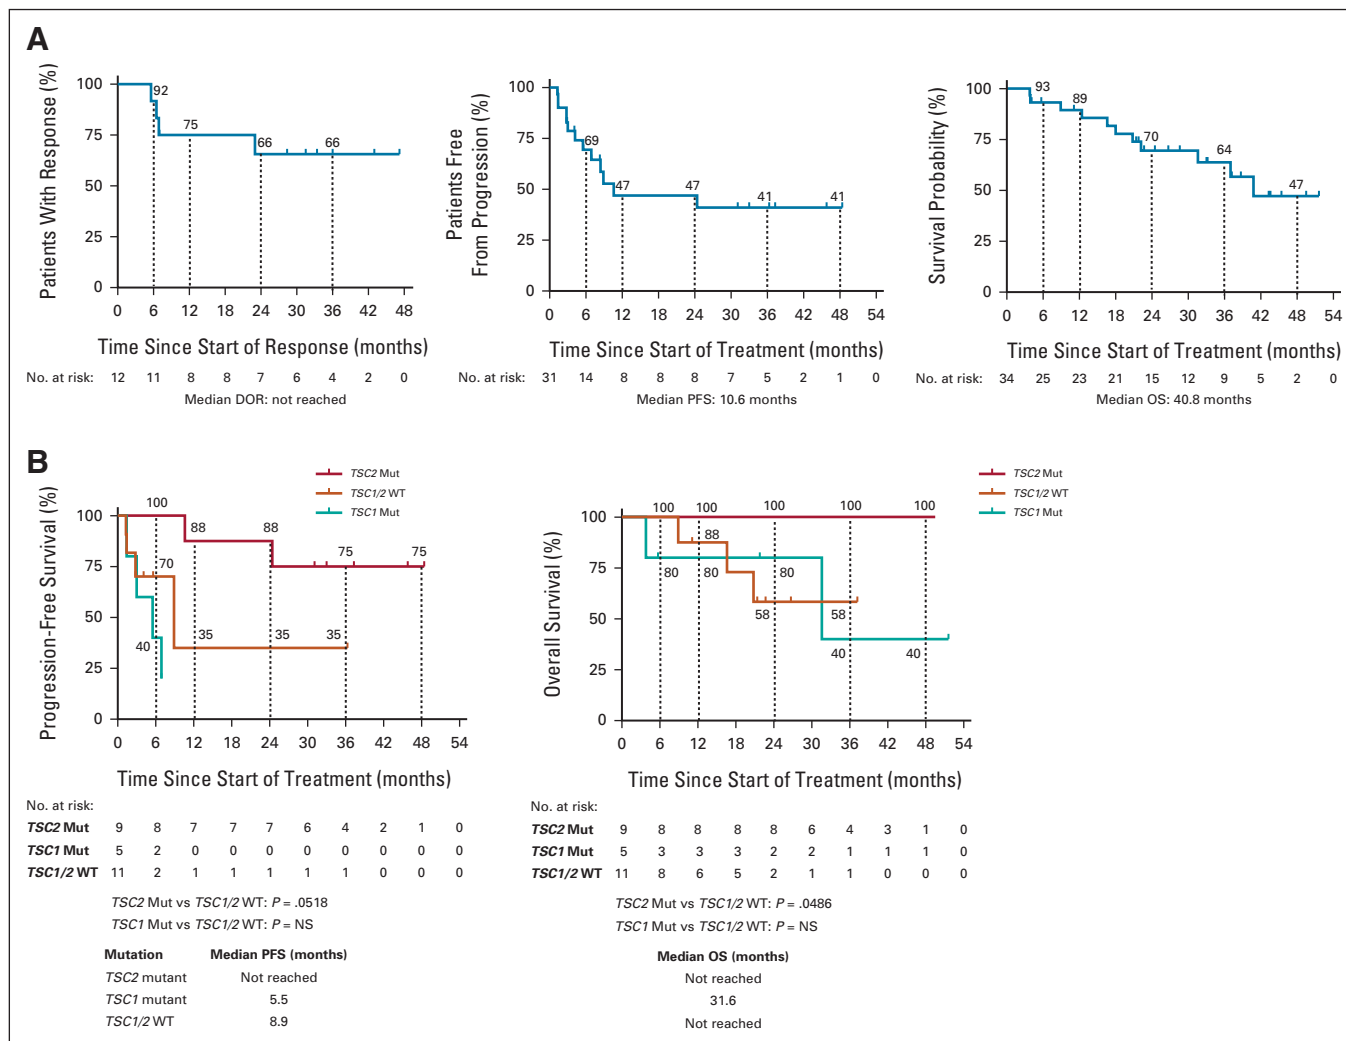 A
Patients With Response (%)
100
75
50
25
0
92
75
66
66
0 6 12 18 24 30 36 42 48
Time Since Start of Response (months)
No. at risk: 12 11 8 8 7 6 4 2 0
Median DOR: not reached
Patients Free
From Progression (%)
100
75
50
25
0
69
47
47
41
41
0 6 12 18 24 30 36 42 48 54
Time Since Start of Treatment (months)
No. at risk: 31 14 8 8 8 7 5 2 1 0
Median PFS: 10.6 months
Survival Probability (%)
100
75
50
25
0
93
89
70
64
47
0 6 12 18 24 30 36 42 48 54
Time Since Start of Treatment (months)
No. at risk: 34 25 23 21 15 12 9 5 2 0
Median OS: 40.8 months
B
TSC2 Mut
TSC1/2 WT
TSC1 Mut
Progression-Free Survival (%)
100
75
50
25
0
100
88
88
75
75
70
35
35
35
40
0 6 12 18 24 30 36 42 48 54
Time Since Start of Treatment (months)
No. at risk:
TSC2 Mut 9 8 7 7 7 6 4 2 1 0
TSC1 Mut 5 2 0 0 0 0 0 0 0 0
TSC1/2 WT 11 2 1 1 1 1 1 0 0 0
TSC2 Mut vs TSC1/2 WT: P = .0518
TSC1 Mut vs TSC1/2 WT: P = NS
Mutation Median PFS (months)
TSC2 mutant Not reached
TSC1 mutant 5.5
TSC1/2 WT 8.9
TSC2 Mut
TSC1/2 WT
TSC1 Mut
Overall Survival (%)
100
75
50
25
0
100
100
100
100
100
88
80
80
80
58
58
40
40
0 6 12 18 24 30 36 42 48 54
Time Since Start of Treatment (months)
No. at risk:
TSC2 Mut 9 8 8 8 8 6 4 3 1 0
TSC1 Mut 5 3 3 3 2 2 1 1 1 0
TSC1/2 WT 11 8 6 5 2 1 1 0 0 0
TSC2 Mut vs TSC1/2 WT: P = .0486
TSC1 Mut vs TSC1/2 WT: P = NS
Median OS (months)
Not reached
31.6
Not reached